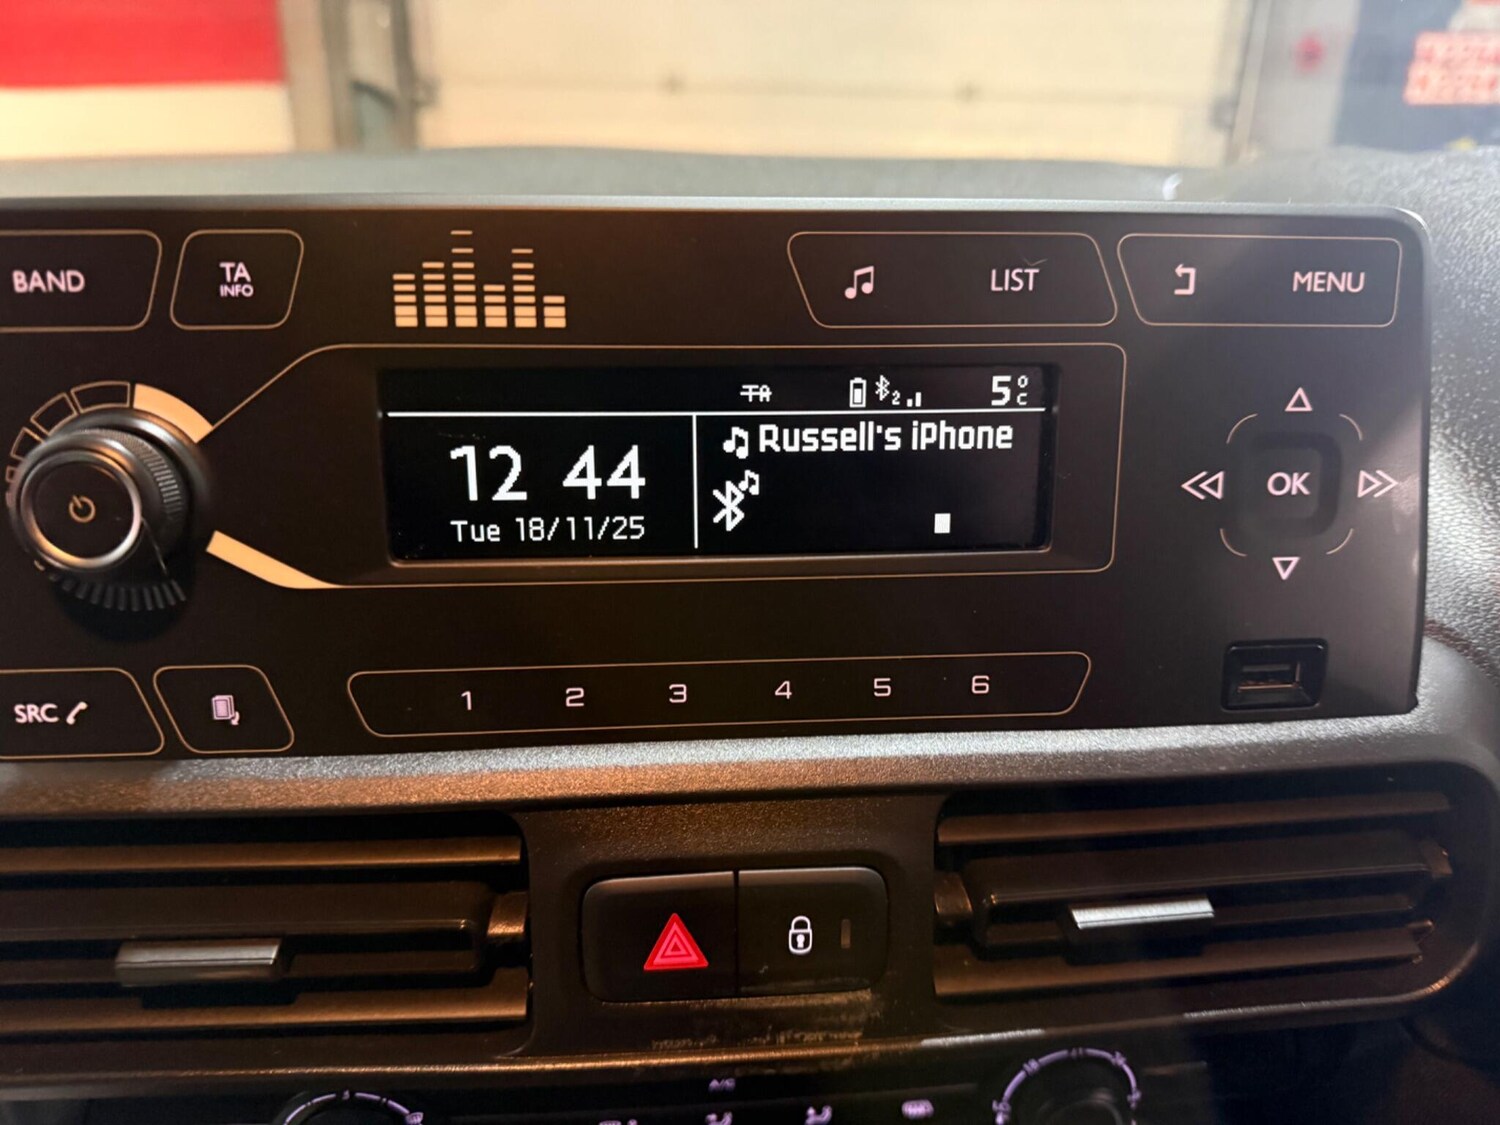 BAND
TA
INFO
LIST
MENU
TA
2
5°C
12 44
Russell's iPhone
Tue 18/11/25
OK
SRC
1 2 3 4 5 6
A/C